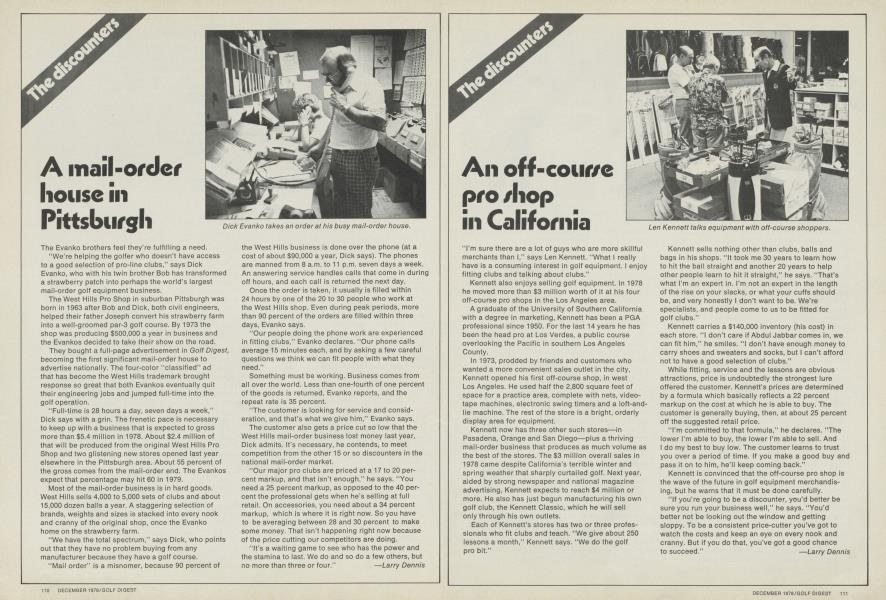 The discounters
A mail-order
house in
Pittsburgh
Dick Evanko takes an order at his busy mail-order house.
The Evanko brothers feel they're fulfilling a need.
"We're helping the golfer who doesn't have access
to a good selection of pro-line clubs," says Dick
Evanko, who with his twin brother Bob has transformed
a strawberry patch into perhaps the world's largest
mail-order golf equipment business.
The West Hills Pro Shop in suburban Pittsburgh was
born in 1963 after Bob and Dick, both civil engineers,
helped their father Joseph convert his strawberry farm
into a well-groomed par-3 golf course. By 1973 the
shop was producing $500,000 a year in business and
the Evankos decided to take their show on the road.
They bought a full-page advertisement in Golf Digest,
becoming the first significant mail-order house to
advertise nationally. The four-color "classified" ad
that has become the West Hills trademark brought
response so great that both Evankos eventually quit
their engineering jobs and jumped full-time into the
golf operation.
"Full-time is 28 hours a day, seven days a week,"
Dick says with a grin. The frenetic pace is necessary
to keep up with a business that is expected to gross
more than $5.4 million in 1978. About $2.4 million of
that will be produced from the original West Hills Pro
Shop and two glistening new stores opened last year
elsewhere in the Pittsburgh area. About 55 percent of
the gross comes from the mail-order end. The Evankos
expect that percentage may hit 60 in 1979.
Most of the mail-order business is in hard goods.
West Hills sells 4,000 to 5,000 sets of clubs and about
15,000 dozen balls a year. A staggering selection of
brands, weights and sizes is stacked into every nook
and cranny of the original shop, once the Evanko
home on the strawberry farm.
"We have the total spectrum," says Dick, who points
out that they have no problem buying from any
manufacturer because they have a golf course.
"Mail order" is a misnomer, because 90 percent of
the West Hills business is done over the phone (at a
cost of about $90,000 a year, Dick says). The phones
are manned from 8 a.m. to 11 p.m. seven days a week.
An answering service handles calls that come in during
off hours, and each call is returned the next day.
Once the order is taken, it usually is filled within
24 hours by one of the 20 to 30 people who work at
the West Hills shop. Even during peak periods, more
than 90 percent of the orders are filled within three
days, Evanko says.
"Our people doing the phone work are experienced
in fitting clubs," Evanko declares. "Our phone calls
average 15 minutes each, and by asking a few careful
questions we think we can fit people with what they
need."
Something must be working. Business comes from
all over the world. Less than one-fourth of one percent
of the goods is returned, Evanko reports, and the
repeat rate is 35 percent.
"The customer is looking for service and consid-
eration, and that's what we give him," Evanko says.
The customer also gets a price cut so low that the
West Hills mail-order business lost money last year,
Dick admits. It's necessary, he contends, to meet
competition from the other 15 or so discounters in the
national mail-order market.
"Our major pro clubs are priced at a 17 to 20 per-
cent markup, and that isn't enough," he says. "You
need a 25 percent markup, as opposed to the 40 per-
cent the professional gets when he's selling at full
retail. On accessories, you need about a 34 percent
markup, which is where it is right now. So you have
to be averaging between 28 and 30 percent to make
some money. That isn't happening right now because
of the price cutting our competitors are doing.
"It's a waiting game to see who has the power and
the stamina to last. We do and so do a few others, but
no more than three or four."
—Larry Dennis
110 DECEMBER 1978/GOLF DIGEST
The discounters
An off-course
pro shop
in California
Len Kennett talks equipment with off-course shoppers.
"I'm sure there are a lot of guys who are more skillful
merchants than I," says Len Kennett. "What I really
have is a consuming interest in golf equipment. I enjoy
fitting clubs and talking about clubs."
Kennett also enjoys selling golf equipment. In 1978
he moved more than $3 million worth of it at his four
off-course pro shops in the Los Angeles area.
A graduate of the University of Southern California
with a degree in marketing, Kennett has been a PGA
professional since 1950. For the last 14 years he has
been the head pro at Los Verdes, a public course
overlooking the Pacific in southern Los Angeles
County.
In 1973, prodded by friends and customers who
wanted a more convenient sales outlet in the city,
Kennett opened his first off-course shop, in west
Los Angeles. He used half the 2,800 square feet of
space for a practice area, complete with nets, video-
tape machines, electronic swing timers and a loft-and-
lie machine. The rest of the store is a bright, orderly
display area for equipment.
Kennett now has three other such stores—in
Pasadena, Orange and San Diego—plus a thriving
mail-order business that produces as much volume as
the best of the stores. The $3 million overall sales in
1978 came despite California's terrible winter and
spring weather that sharply curtailed golf. Next year,
aided by strong newspaper and national magazine
advertising, Kennett expects to reach $4 million or
more. He also has just begun manufacturing his own
golf club, the Kennett Classic, which he will sell
only through his own outlets.
Each of Kennett's stores has two or three profes-
sionals who fit clubs and teach. "We give about 250
lessons a month," Kennett says. "We do the golf
pro bit."
Kennett sells nothing other than clubs, balls and
bags in his shops. "It took me 30 years to learn how
to hit the ball straight and another 20 years to help
other people learn to hit it straight," he says. "That's
what I'm an expert in. I'm not an expert in the length
of the rise on your slacks, or what your cuffs should
be, and very honestly I don't want to be. We're
specialists, and people come to us to be fitted for
golf clubs."
Kennett carries a $140,000 inventory (his cost) in
each store. "I don't care if Abdul Jabbar comes in, we
can fit him," he smiles. "I don't have enough money to
carry shoes and sweaters and socks, but I can't afford
not to have a good selection of clubs."
While fitting, service and the lessons are obvious
attractions, price is undoubtedly the strongest lure
offered the customer. Kennett's prices are determined
by a formula which basically reflects a 22 percent
markup on the cost at which he is able to buy. The
customer is generally buying, then, at about 25 percent
off the suggested retail price.
"I'm committed to that formula," he declares. "The
lower I'm able to buy, the lower I'm able to sell. And
I do my best to buy low. The customer learns to trust
you over a period of time. If you make a good buy and
pass it on to him, he'll keep coming back."
Kennett is convinced that the off-course pro shop is
the wave of the future in golf equipment merchandis-
ing, but he warns that it must be done carefully.
"If you're going to be a discounter, you'd better be
sure you run your business well," he says. "You'd
better not be looking out the window and getting
sloppy. To be a consistent price-cutter you've got to
watch the costs and keep an eye on every nook and
cranny. But if you do that, you've got a good chance
to succeed."
—Larry Dennis
DECEMBER 1978/GOLF DIGEST 111